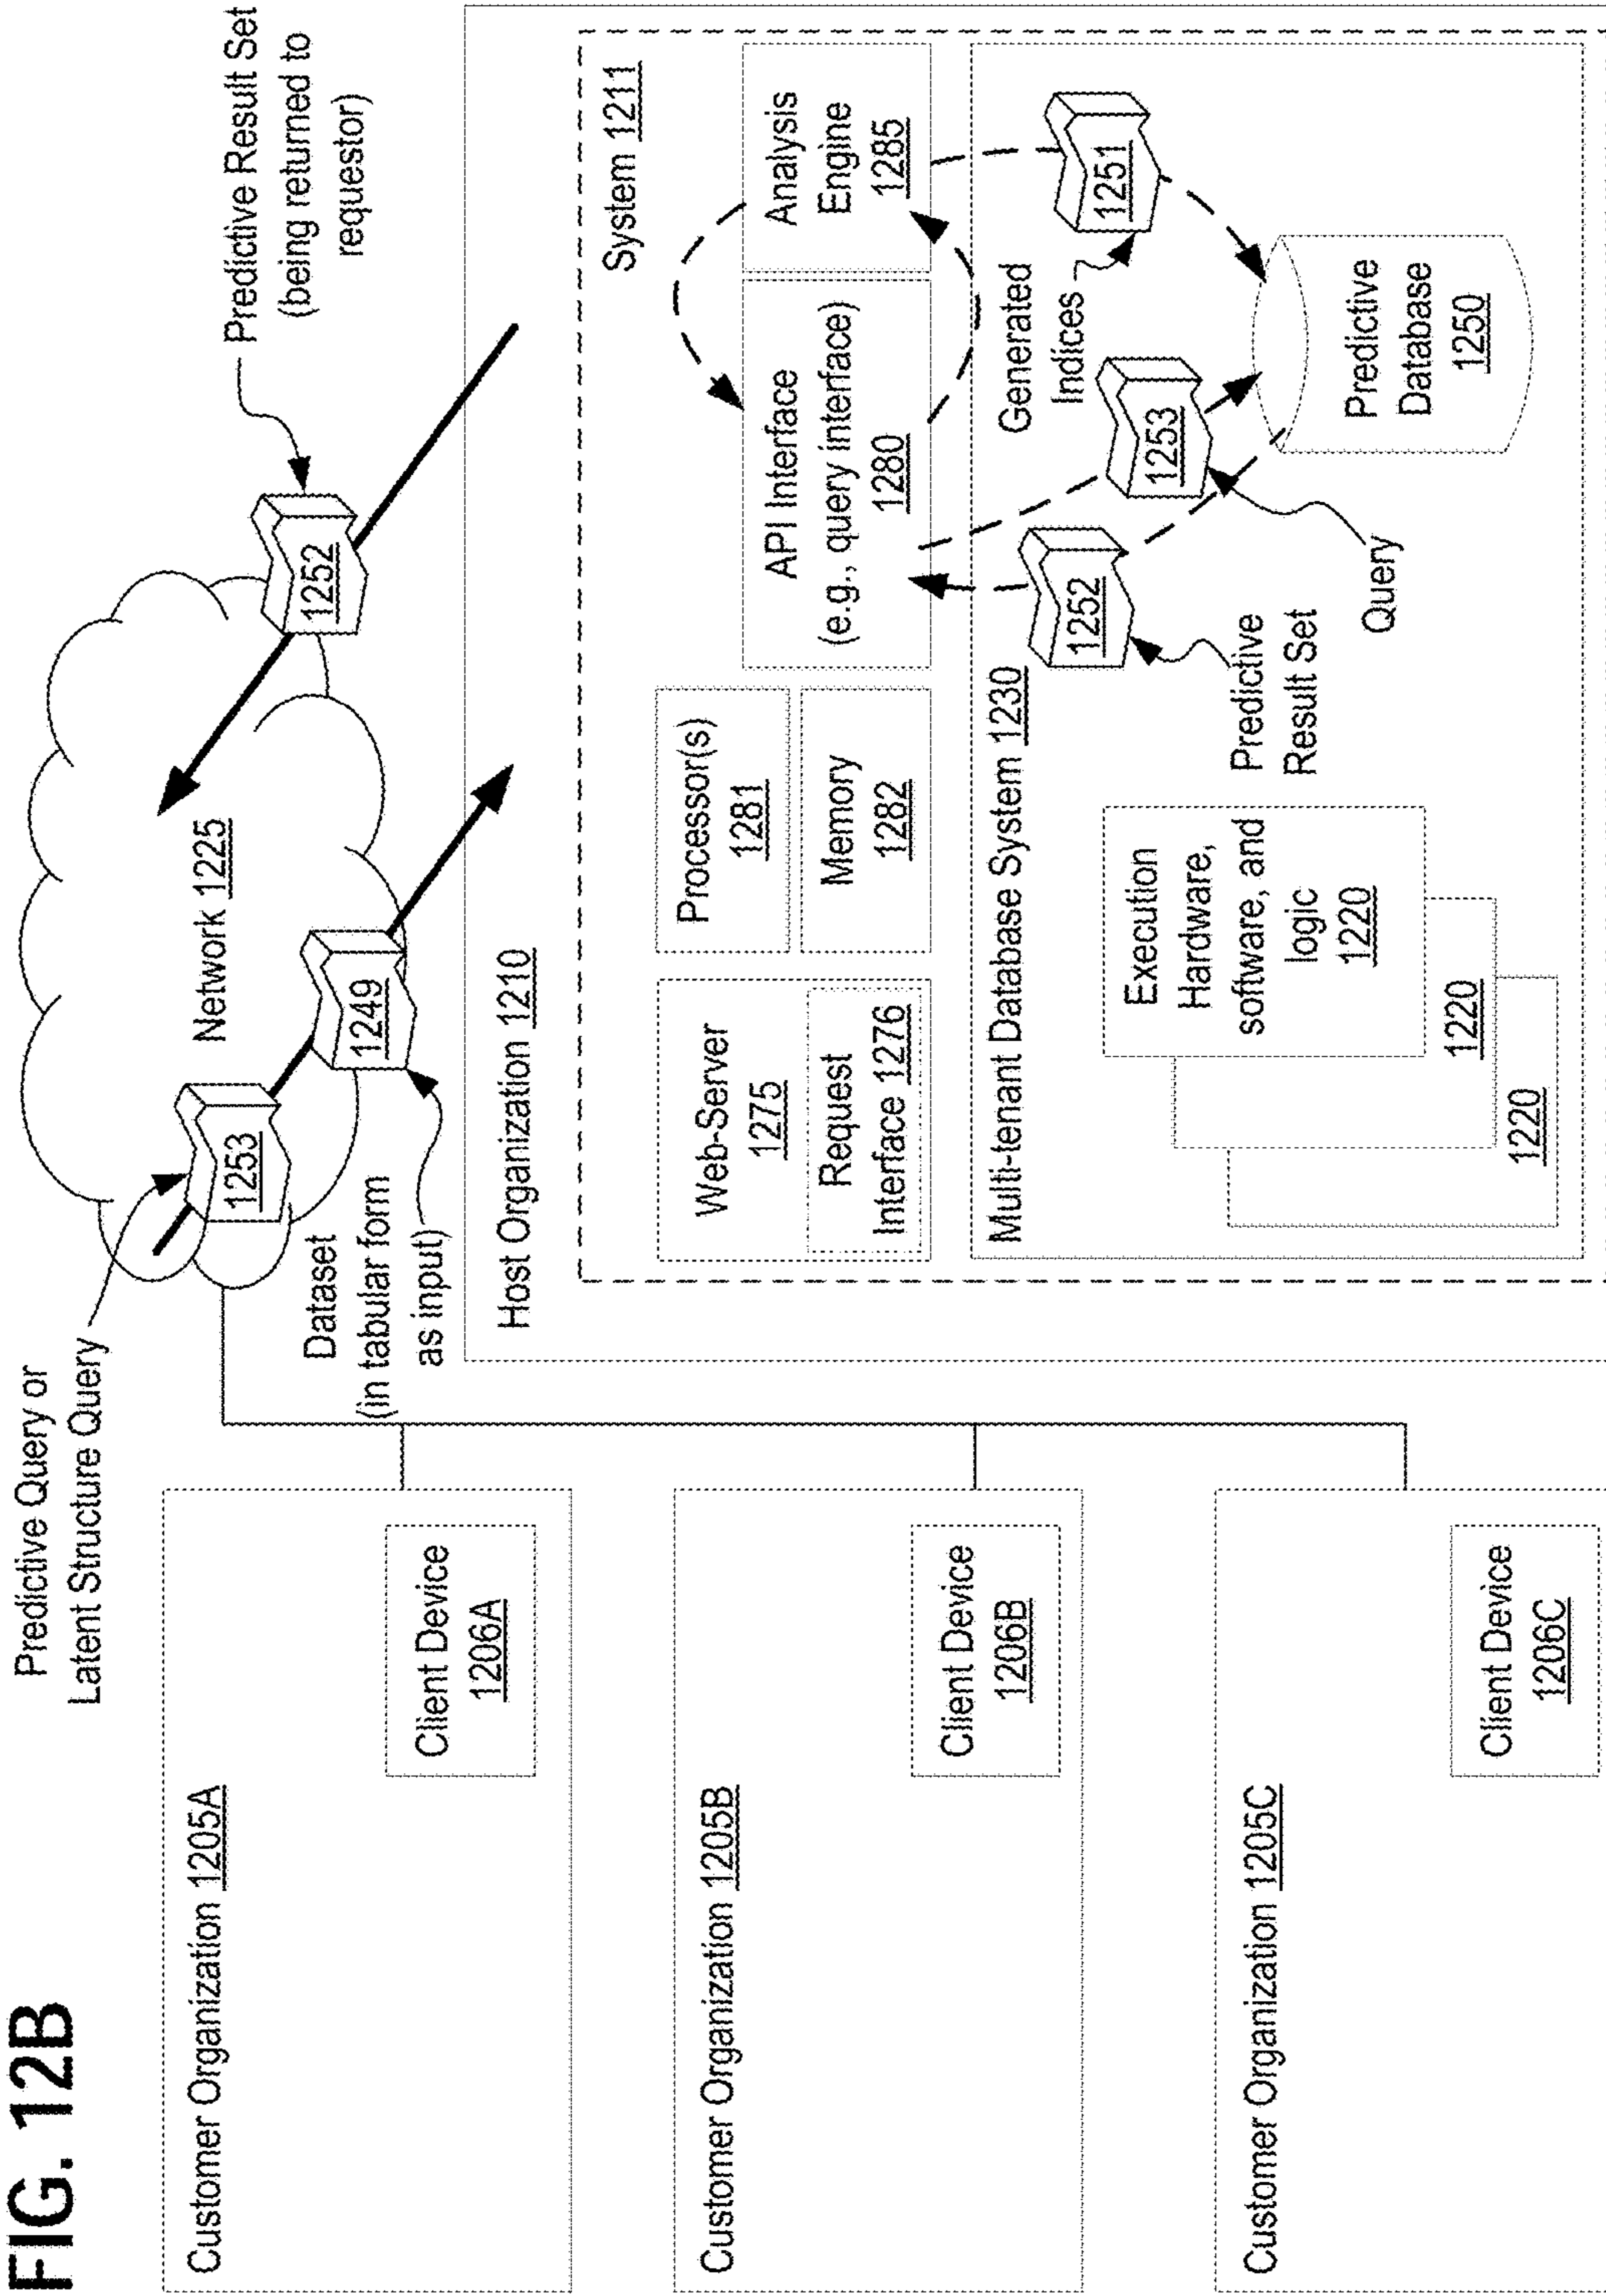 FIG. 12B
Predictive Query or
Latent Structure Query
Predictive Result Set
(being returned to
requestor)
1253
Network 1225
1252
1249
Dataset
(in tabular form
as input)
Customer Organization 1205A
Client Device
1206A
Customer Organization 1205B
Client Device
1206B
Customer Organization 1205C
Client Device
1206C
Host Organization 1210
System 1211
Web-Server
1275
Request
Interface 1276
Processor(s)
1281
Memory
1282
API Interface
(e.g., query interface)
1280
Analysis
Engine
1285
Multi-tenant Database System 1230
Execution
Hardware,
software, and
logic
1220
1220
1220
1252
Predictive
Result Set
1253
Query
Generated
Indices
1251
Predictive
Database
1250